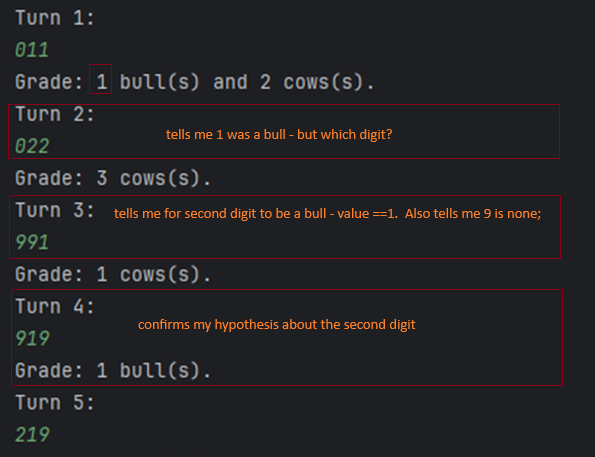 Turn 1:
011
Grade: 1 bull(s) and 2 cows(s).
Turn 2:
tells me 1 was a bull - but which digit?
022
Grade: 3 cows(s).
Turn 3:
tells me for second digit to be a bull - value ==1. Also tells me 9 is none;
991
Grade: 1 cows(s).
Turn 4:
confirms my hypothesis about the second digit
919
Grade: 1 bull(s).
Turn 5:
219